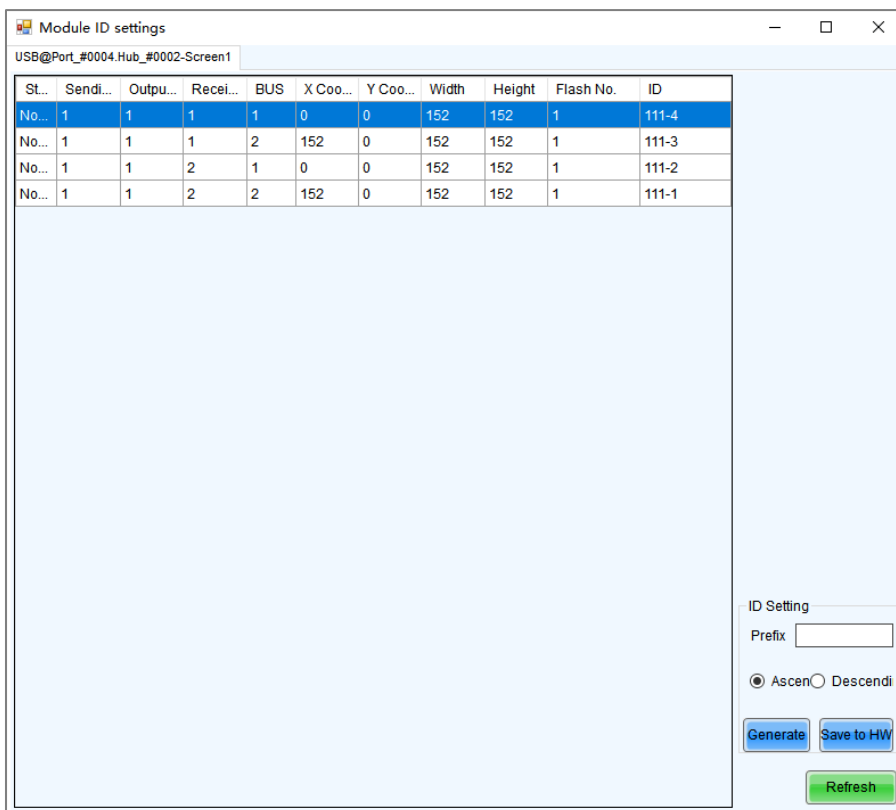 Module ID settings
USB@Port_#0004.Hub_#0002-Screen1
St... Sendi... Outpu... Recei... BUS X Coo... Y Coo... Width Height Flash No. ID
No... 1 1 1 1 0 0 152 152 1 111-4
No... 1 1 1 2 152 0 152 152 1 111-3
No... 1 1 2 1 0 0 152 152 1 111-2
No... 1 1 2 2 152 0 152 152 1 111-1
ID Setting
Prefix
Ascen Descendi
Generate Save to HW
Refresh